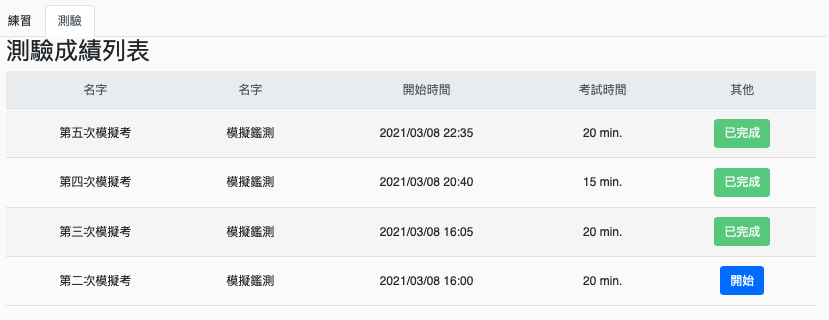 練習 測驗
測驗成績列表
名字 名字 開始時間 考試時間 其他
第五次模擬考 模擬鑑測 2021/03/08 22:35 20 min. 已完成
第四次模擬考 模擬鑑測 2021/03/08 20:40 15 min. 已完成
第三次模擬考 模擬鑑測 2021/03/08 16:05 20 min. 已完成
第二次模擬考 模擬鑑測 2021/03/08 16:00 20 min. 開始